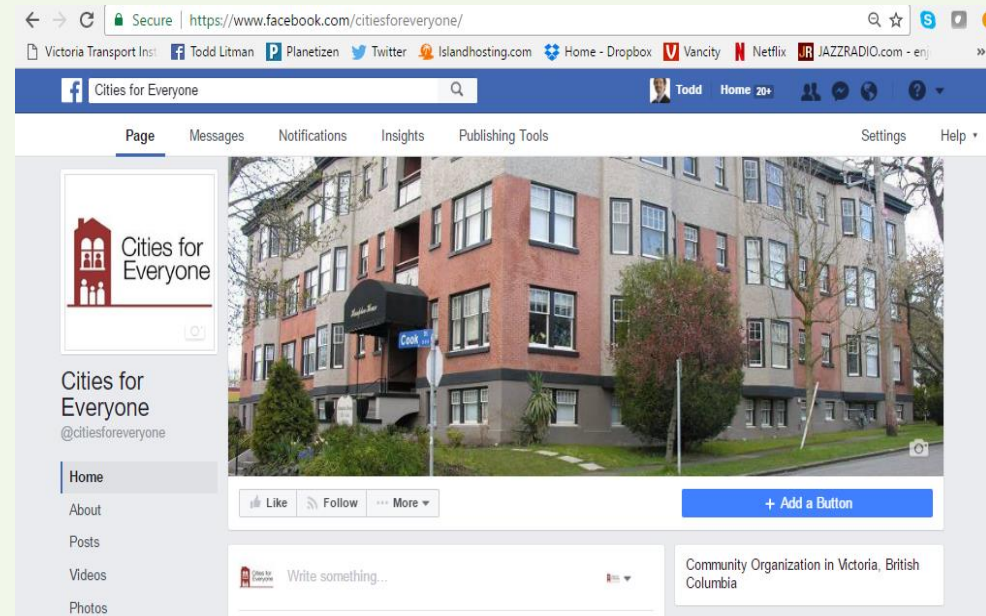 Secure https://www.facebook.com/citiesforeveryone/
Victoria Transport Inst Todd Litman Planetizen Twitter Islandhosting.com Home - Dropbox Vancity Netflix JAZZRADIO.com - enj »
Cities for Everyone Todd Home 20+
Page Messages Notifications Insights Publishing Tools Settings Help
Cities for
Everyone
Cook
Cities for
Everyone
@citiesforeveryone
Home
About
Posts
Videos
Photos
Like Follow ··· More + Add a Button
Write something...
Community Organization in Victoria, British
Columbia